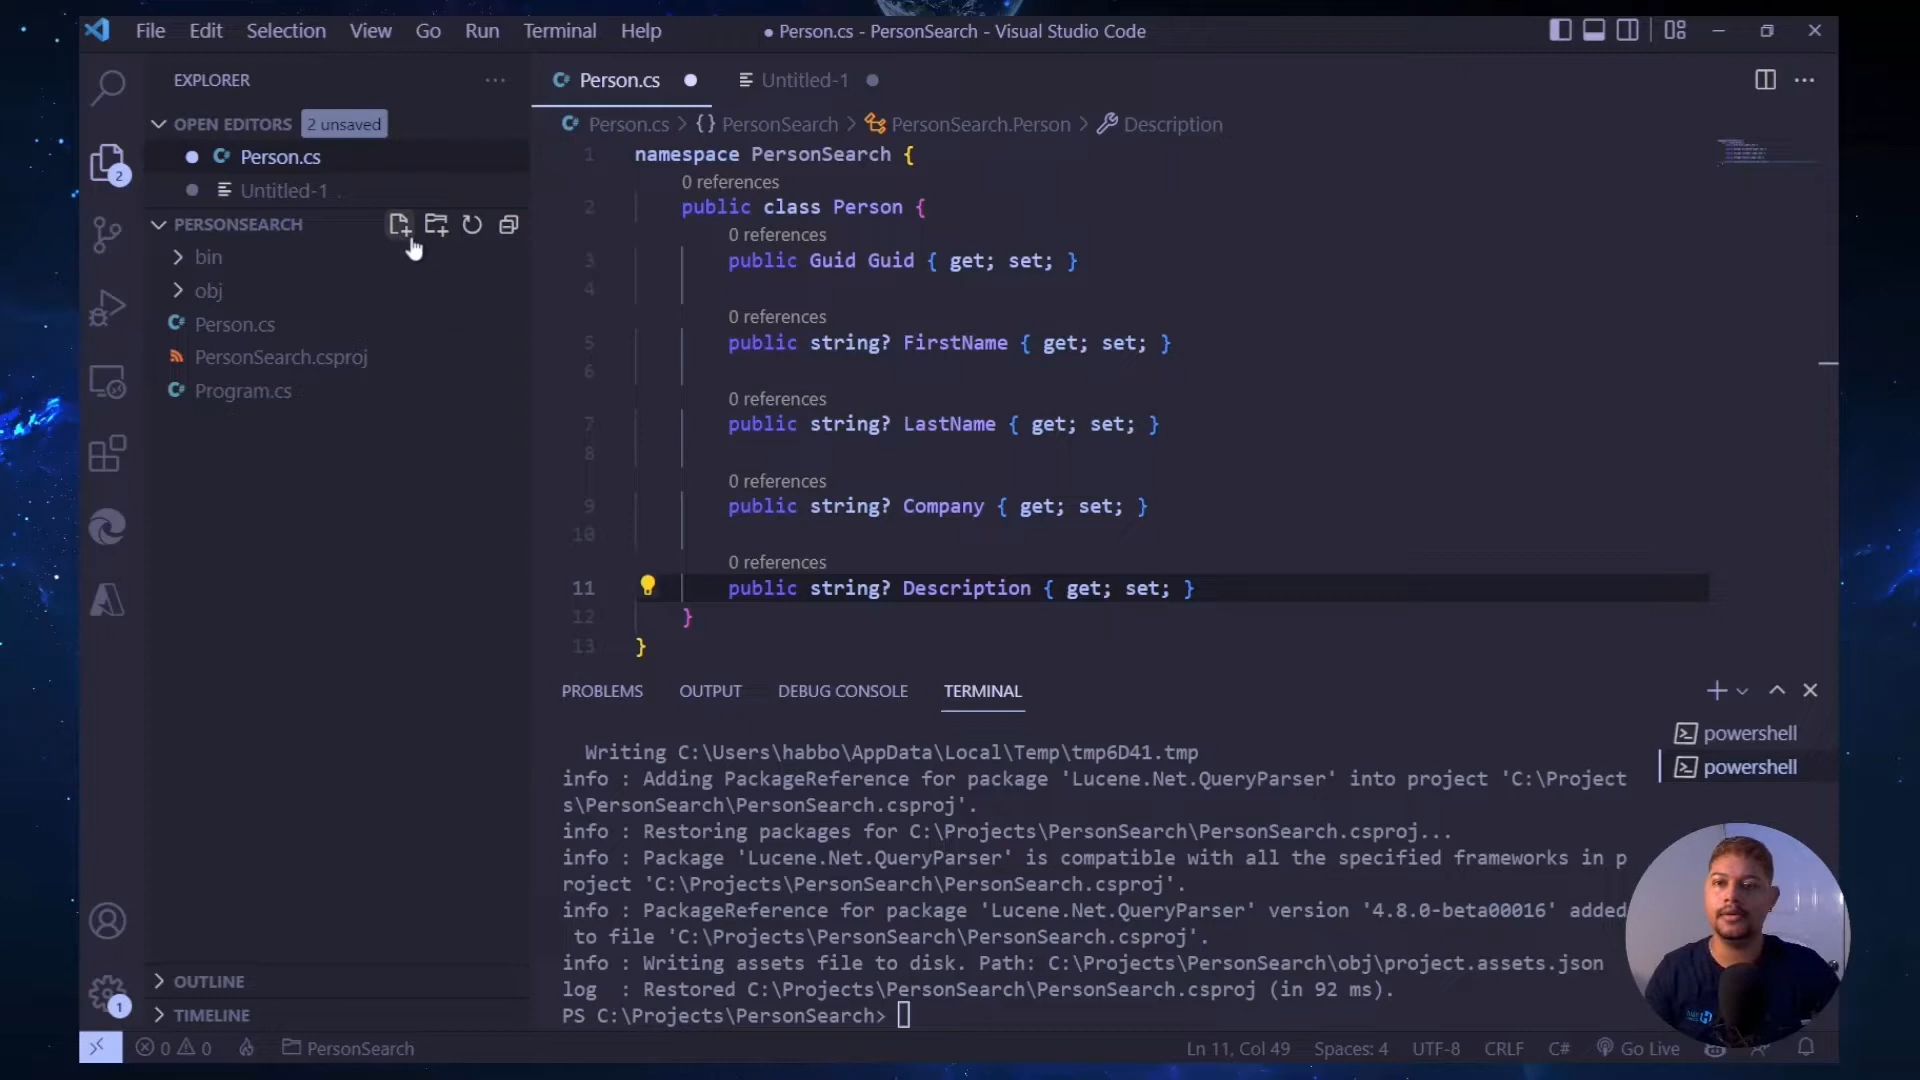 File Edit Selection View Go Run Terminal Help ● Person.cs - PersonSearch - Visual Studio Code
EXPLORER
OPEN EDITORS 2 unsaved
Person.cs
Untitled-1
PERSONSEARCH
bin
obj
Person.cs
PersonSearch.csproj
Program.cs
OUTLINE
TIMELINE
2
1
Person.cs ● Untitled-1 ●
Person.cs > {} PersonSearch > PersonSearch.Person > Description
1 namespace PersonSearch {
0 references
2 public class Person {
0 references
3 public Guid Guid { get; set; }
4
0 references
5 public string? FirstName { get; set; }
6
0 references
7 public string? LastName { get; set; }
8
0 references
9 public string? Company { get; set; }
10
0 references
11 public string? Description { get; set; }
12 }
13 }
PROBLEMS OUTPUT DEBUG CONSOLE TERMINAL
powershell
powershell
Writing C:\Users\habbo\AppData\Local\Temp\tmp6D41.tmp
info : Adding PackageReference for package 'Lucene.Net.QueryParser' into project 'C:\Project
s\PersonSearch\PersonSearch.csproj'.
info : Restoring packages for C:\Projects\PersonSearch\PersonSearch.csproj...
info : Package 'Lucene.Net.QueryParser' is compatible with all the specified frameworks in p
roject 'C:\Projects\PersonSearch\PersonSearch.csproj'.
info : PackageReference for package 'Lucene.Net.QueryParser' version '4.8.0-beta00016' added
to file 'C:\Projects\PersonSearch\PersonSearch.csproj'.
info : Writing assets file to disk. Path: C:\Projects\PersonSearch\obj\project.assets.json
log : Restored C:\Projects\PersonSearch\PersonSearch.csproj (in 92 ms).
PS C:\Projects\PersonSearch>
0 0 PersonSearch Ln 11, Col 49 Spaces: 4 UTF-8 CRLF C# Go Live